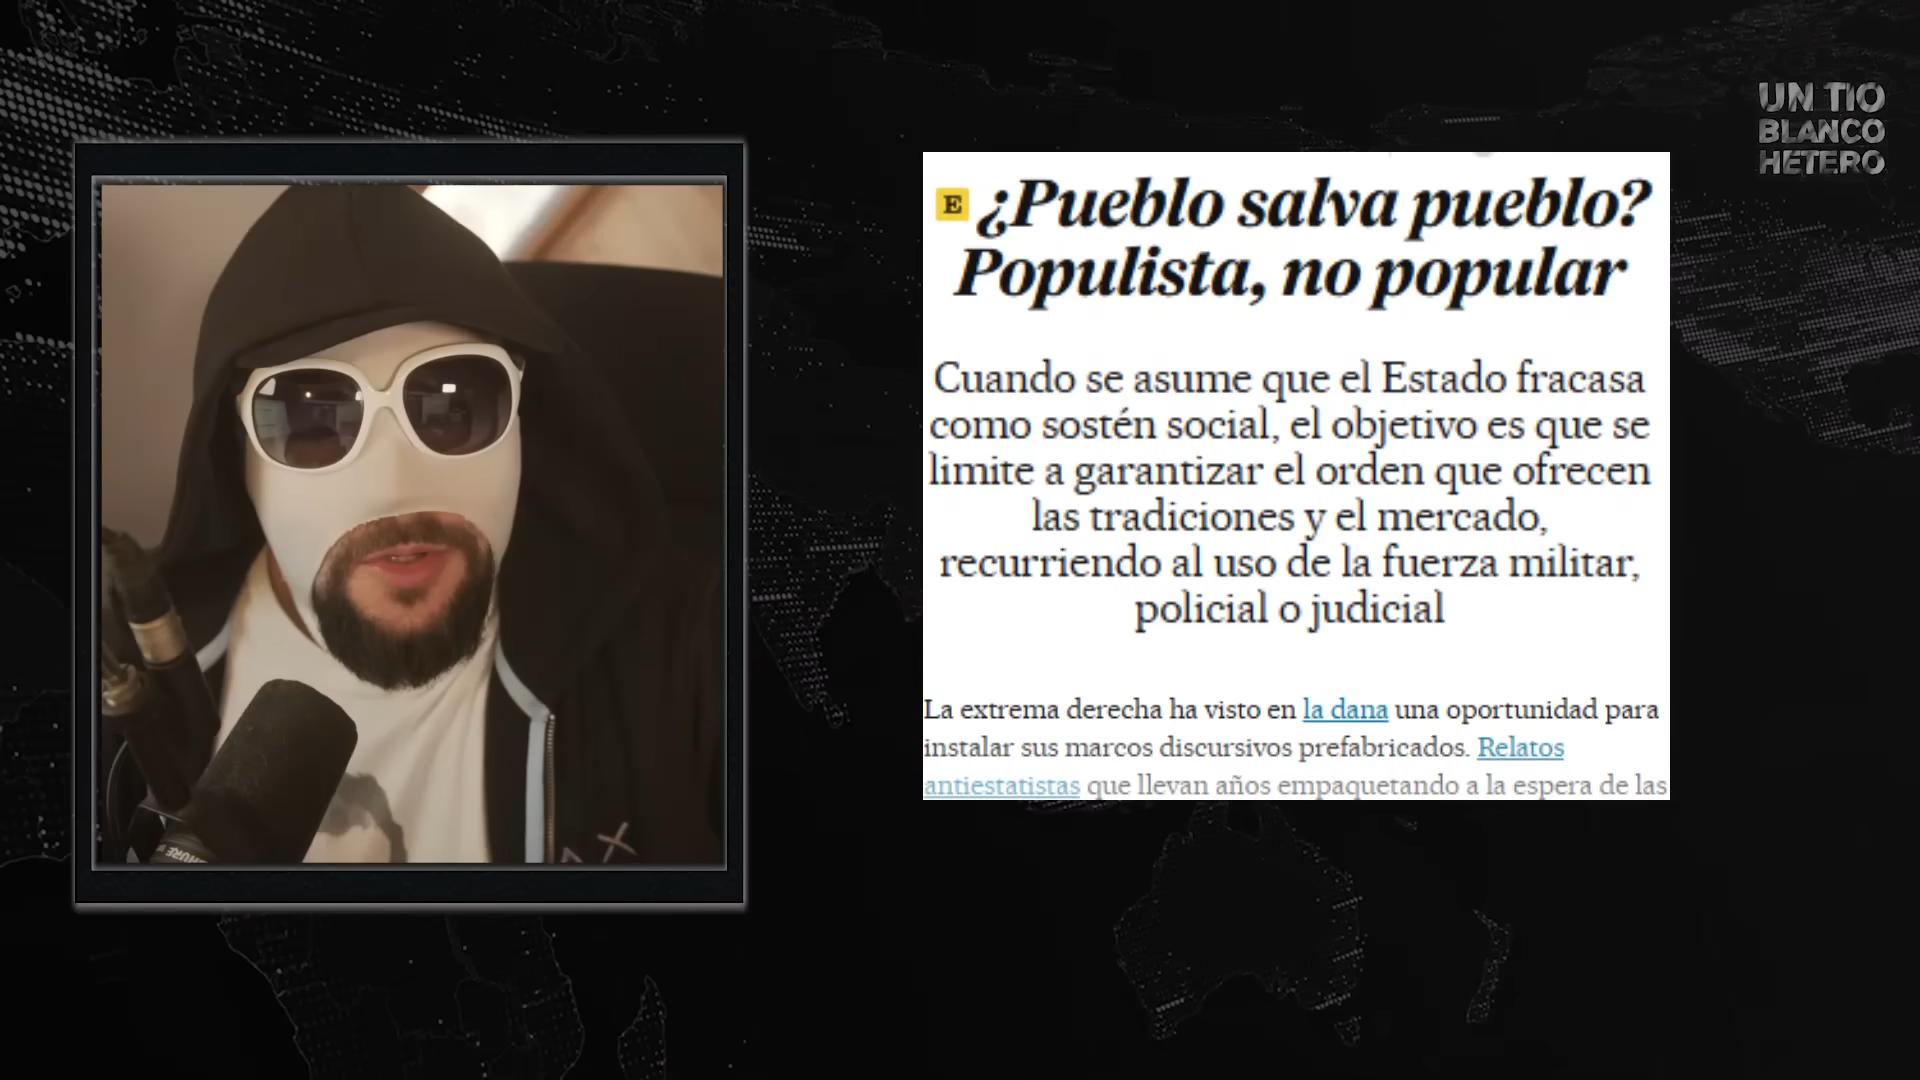 UN TIO
BLANCO
HETERO
E ¿Pueblo salva pueblo?
Populista, no popular
Cuando se asume que el Estado fracasa
como sostén social, el objetivo es que se
limite a garantizar el orden que ofrecen
las tradiciones y el mercado,
recurriendo al uso de la fuerza militar,
policial o judicial
La extrema derecha ha visto en la dana una oportunidad para
instalar sus marcos discursivos prefabricados. Relatos
antiestatistas que llevan años empaquetando a la espera de las